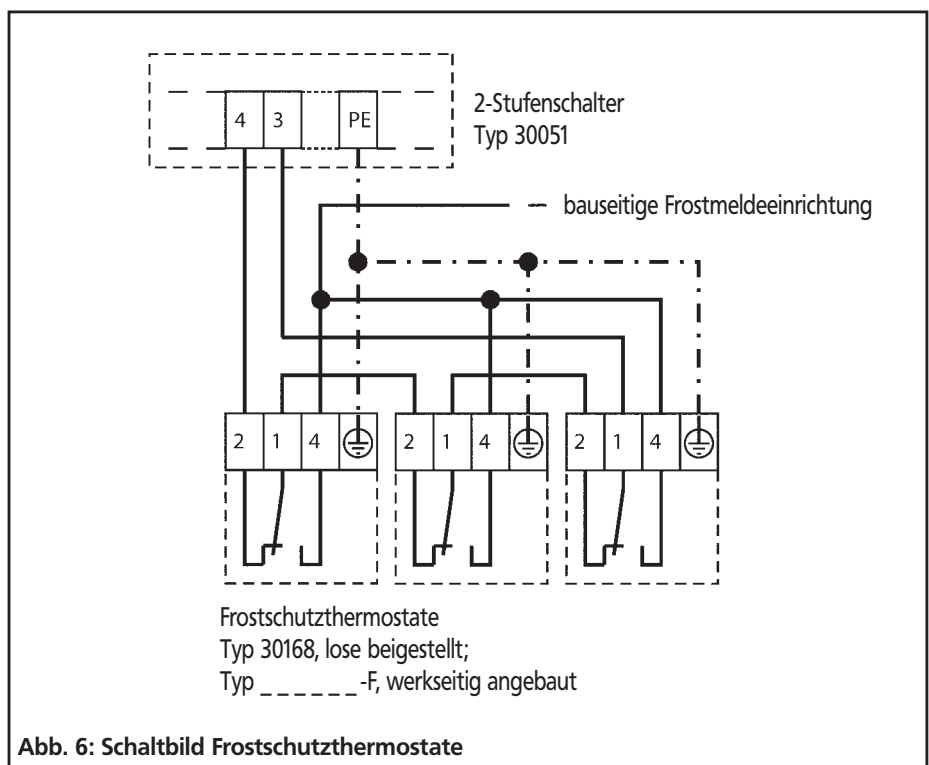 4 3 PE
2-Stufenschalter
Typ 30051
bauseitige Frostmeldeeinrichtung
2 1 4 2 1 4 2 1 4
Frostschutzthermostate
Typ 30168, lose beigestellt;
Typ _ _ _ _ _ _ _ -F, werkseitig angebaut
Abb. 6: Schaltbild Frostschutzthermostate